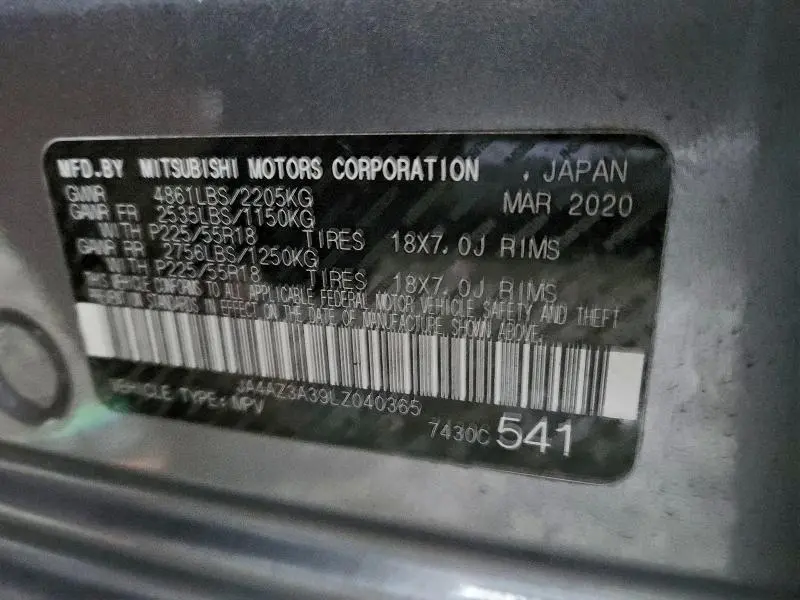 MFD.BY MITSUBISHI MOTORS CORPORATION , JAPAN
GWNR 4861LBS/2205KG MAR 2020
GAWR FR 2535LBS/1150KG
WITH P225/55R18 TIRES 18X7.0J RIMS
GAWR RR 2756LBS/1250KG
WITH P225/55R18 TIRES 18X7.0J RIMS
THIS VEHICLE CONFORMS TO ALL APPLICABLE FEDERAL MOTOR VEHICLE SAFETY AND THEFT
PREVENTION STANDARDS IN EFFECT ON THE DATE OF MANUFACTURE SHOWN ABOVE.
JA4AZ3A39LZ040365
VEHICLE TYPE: MPV 7430C 541